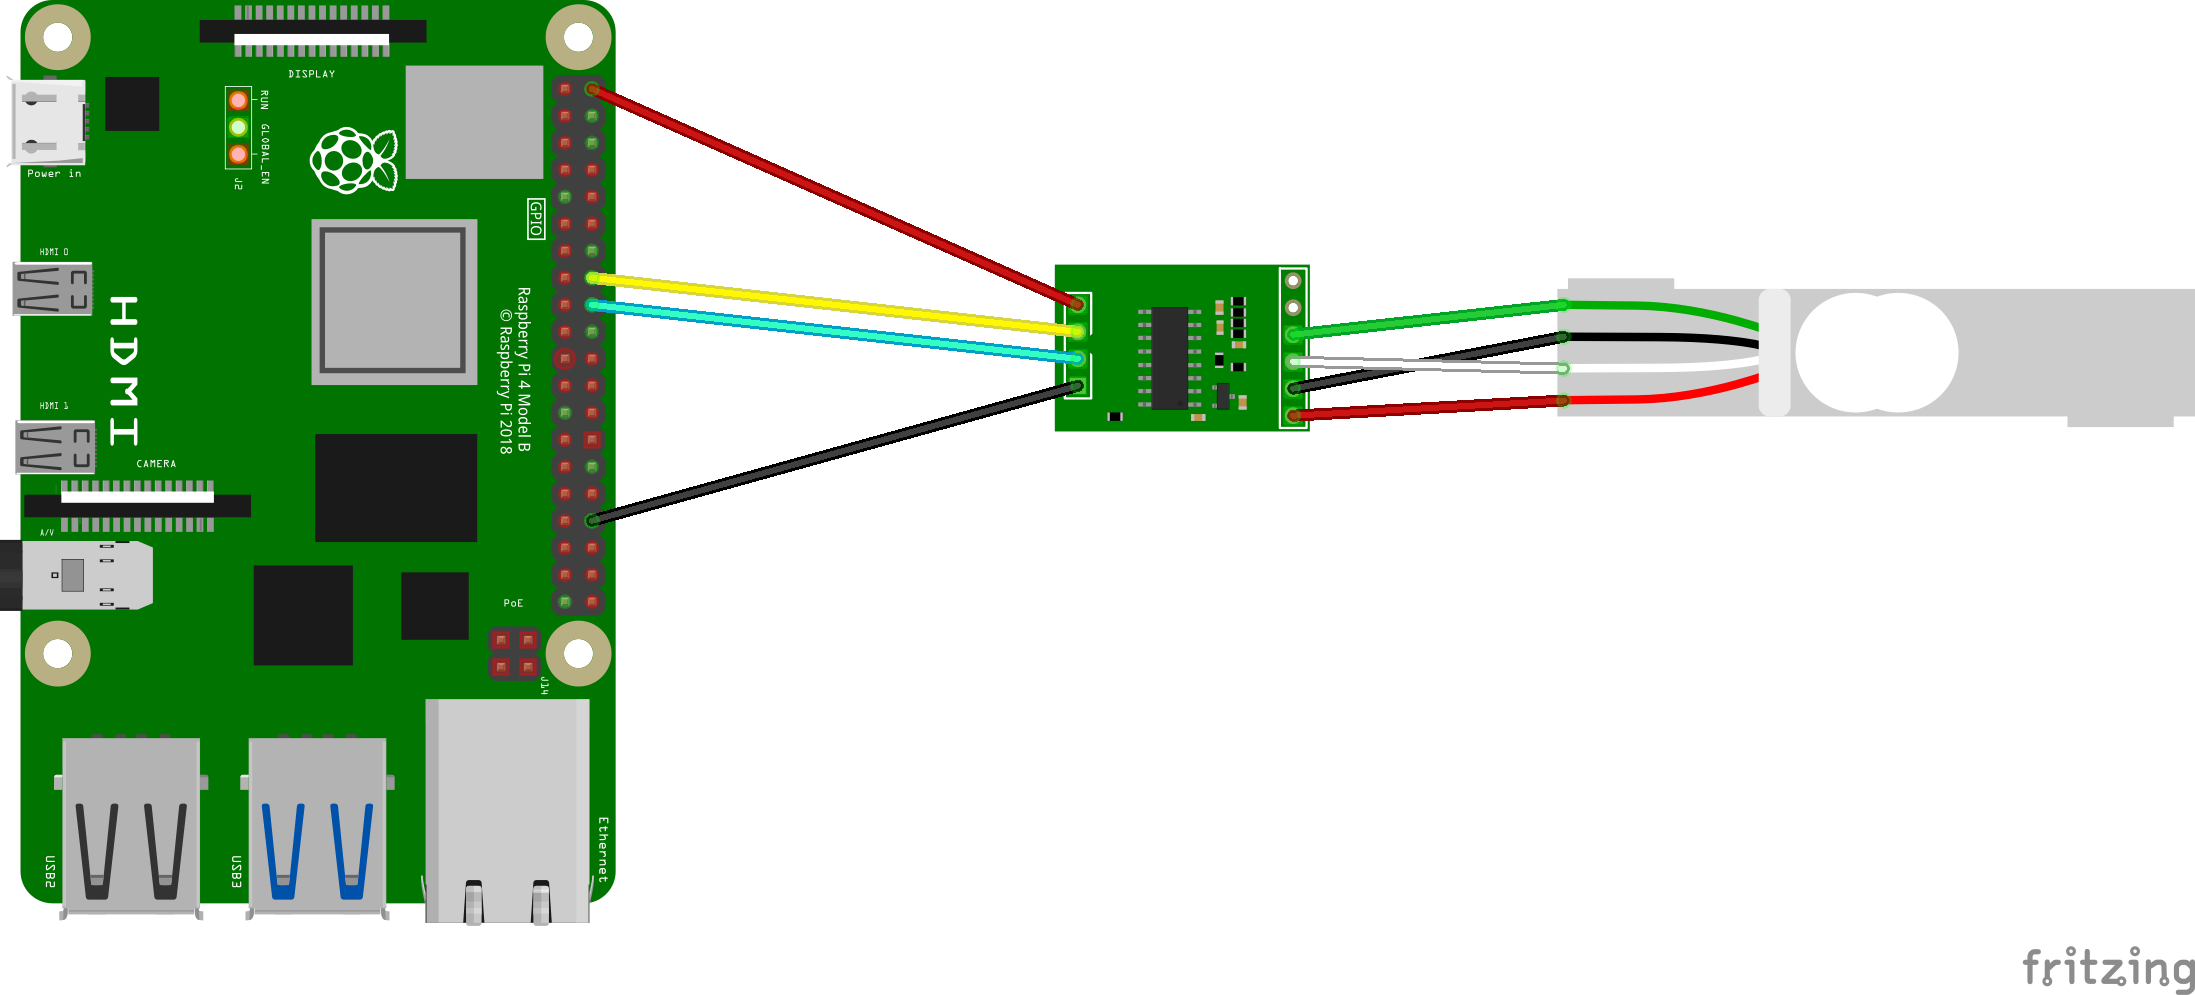 DISPLAY
RUN
GLOBAL_EN
J2
Power in
GPIO
HDMI 0
HDMI
Raspberry Pi 4 Model B
© Raspberry Pi 2018
HDMI 1
CAMERA
A/V
PoE
J14
USB2
USB3
Ethernet
fritzing